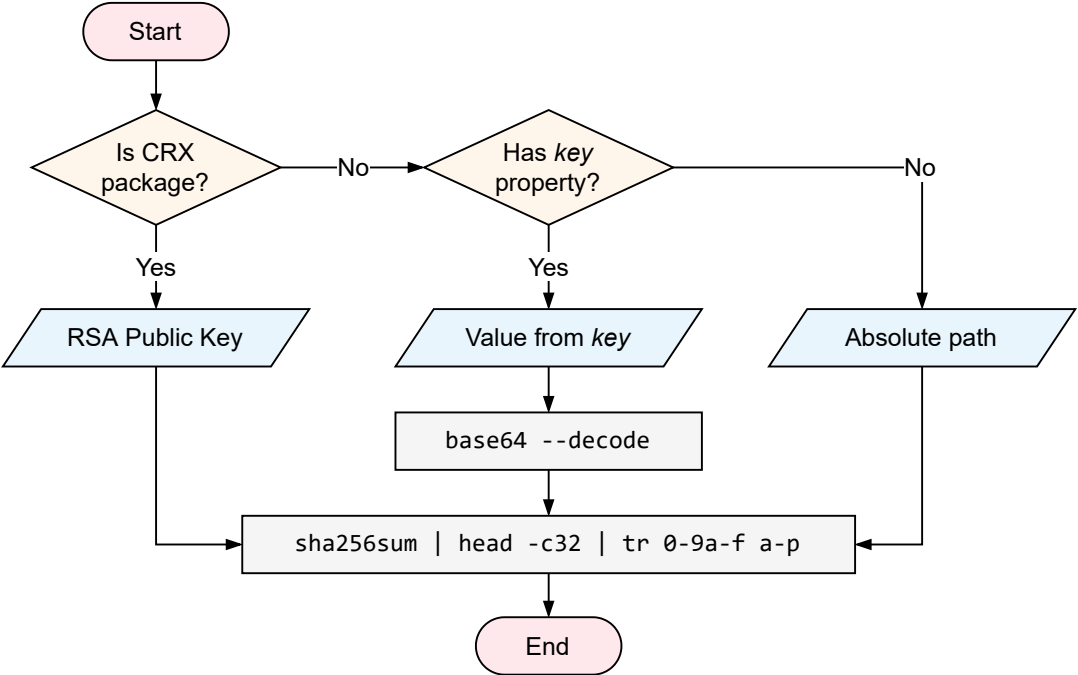 Start
Is CRX
package?
No
Has key
property?
No
Yes
Yes
RSA Public Key
Value from key
Absolute path
base64 --decode
sha256sum | head -c32 | tr 0-9a-f a-p
End